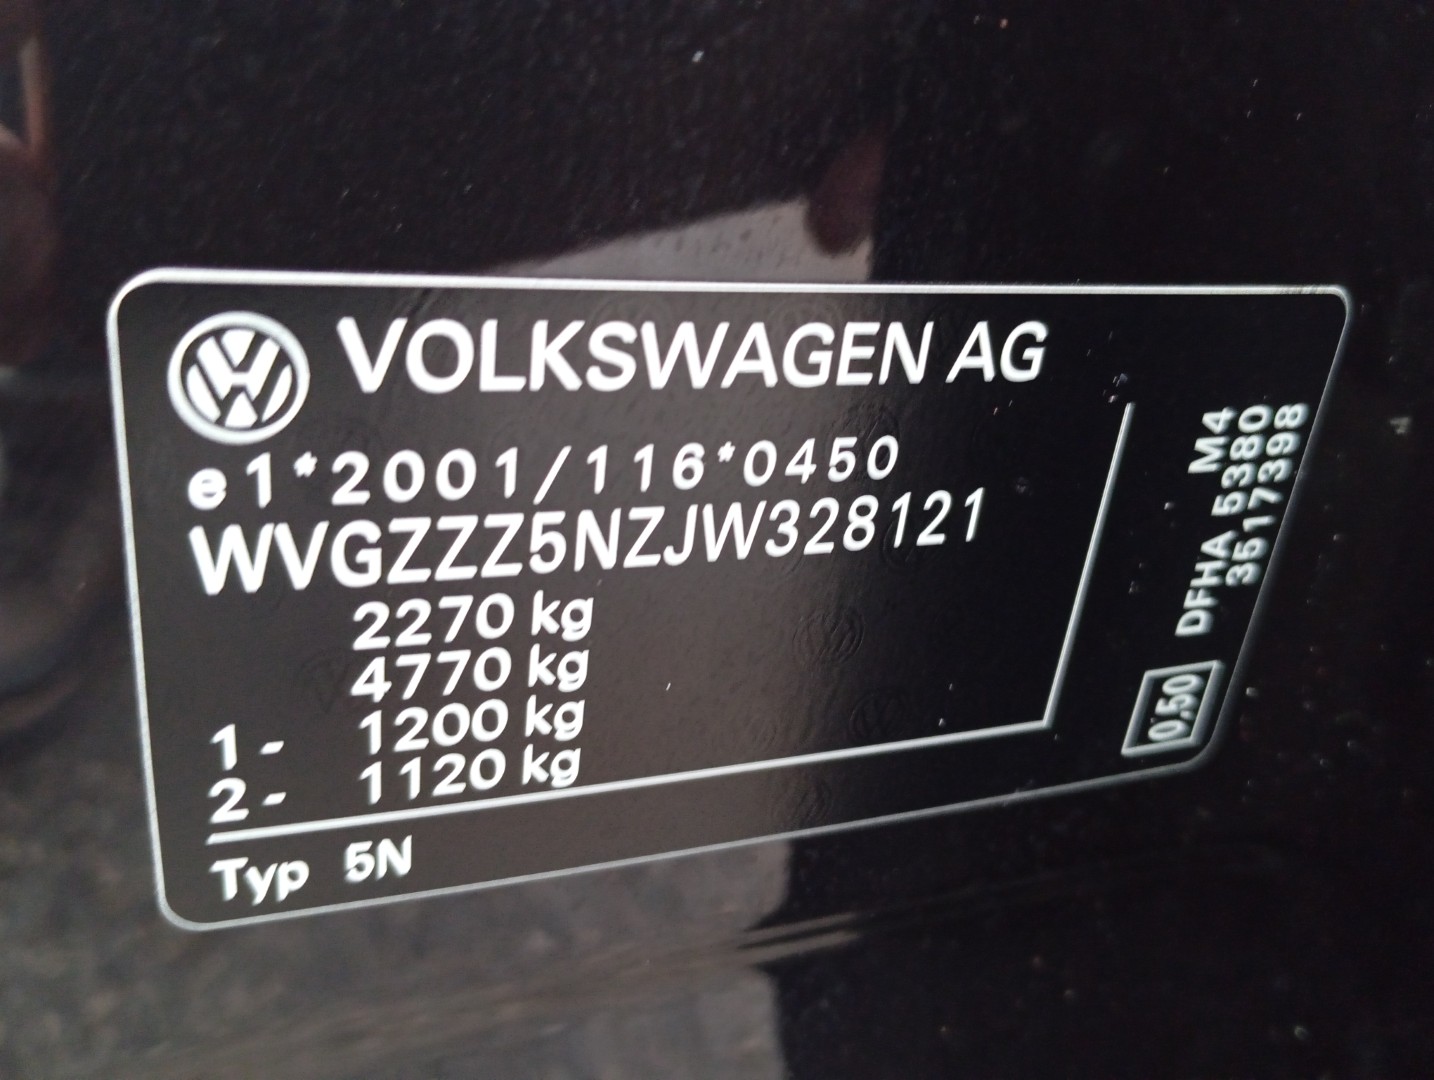 VOLKSWAGEN AG
e1*2001/116*0450
WVGZZZ5NZJW328121
2270 kg
4770 kg
1- 1200 kg
2- 1120 kg
Typ 5N
M4
DFHA 5380
3517398
0,50